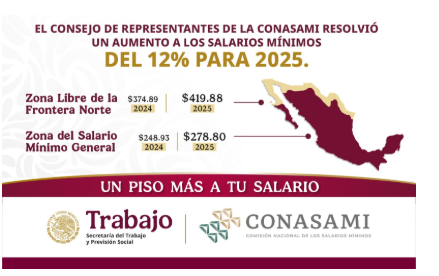 EL CONSEJO DE REPRESENTANTES DE LA CONASAMI RESOLVIÓ
UN AUMENTO A LOS SALARIOS MÍNIMOS
DEL 12% PARA 2025.
Zona Libre de la
Frontera Norte
$374.89
2024
$419.88
2025
Zona del Salario
Mínimo General
$248.93
2024
$278.80
2025
UN PISO MÁS A TU SALARIO
Trabajo
Secretaría del Trabajo
y Previsión Social
CONASAMI
COMISIÓN NACIONAL DE LOS SALARIOS MÍNIMOS